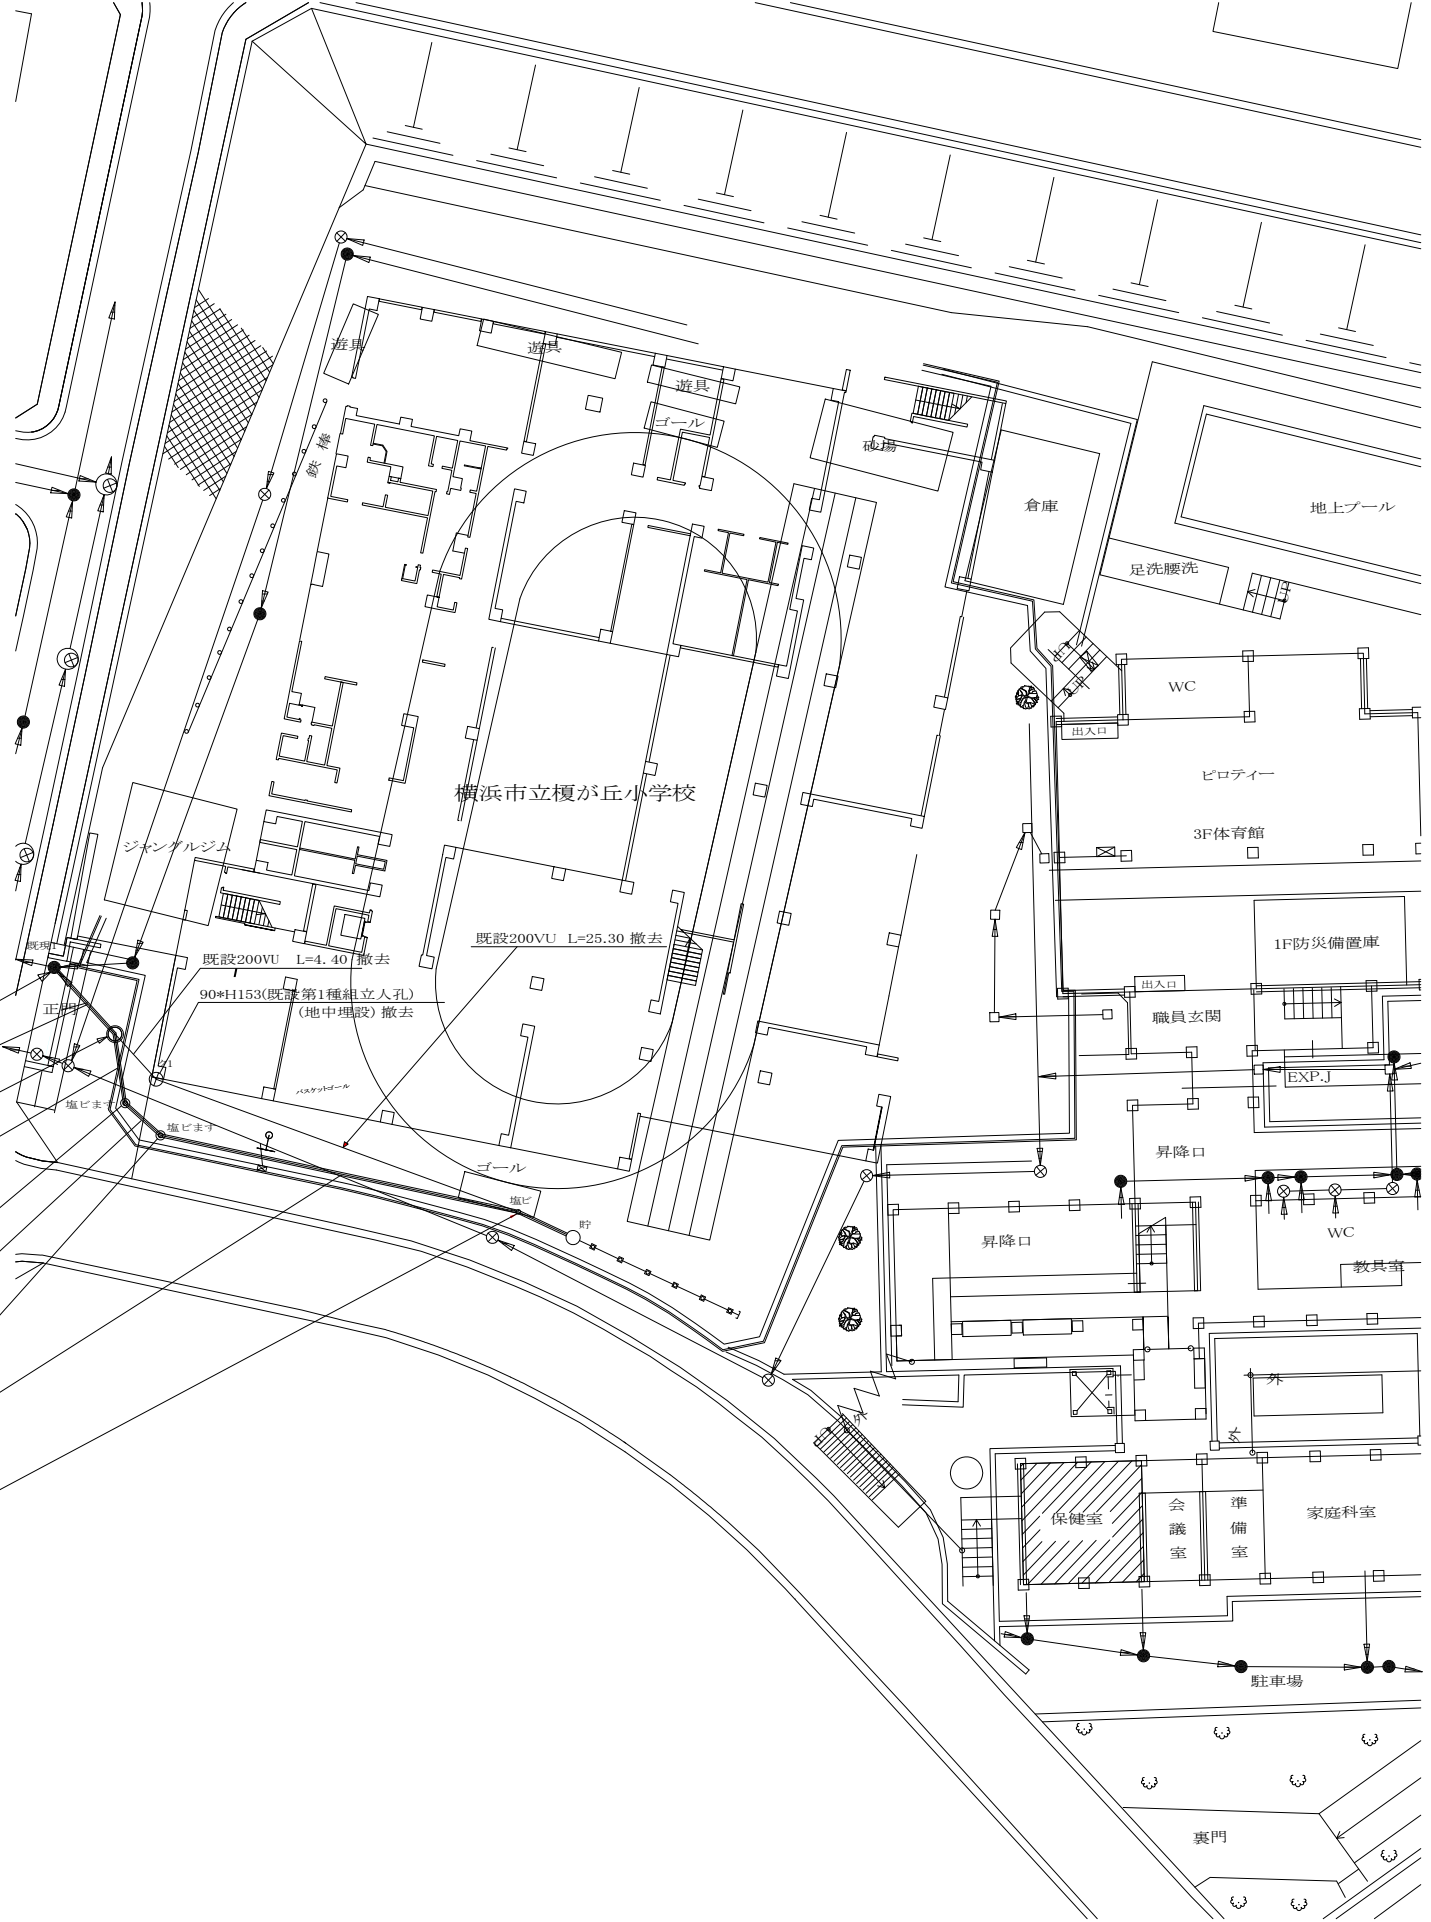 遊具
遊具
遊具
ゴール
鉄棒
砂場
倉庫
地上プール
足洗腰洗
WC
出入口
ピロティー
横浜市立榎が丘小学校
3F体育館
ジャングルジム
既設200VU L=25.30 撤去
既現1
1F防災備置庫
既設200VU L=4.40 撤去
出入口
90*H153(既設第1種組立人孔)
(地中埋設) 撤去
正門
職員玄関
EXP.J
バスケットゴール
塩ビます
塩ビます
昇降口
ゴール
塩ビ
貯
昇降口
WC
教具室
外
保健室
会議室
準備室
家庭科室
駐車場
裏門